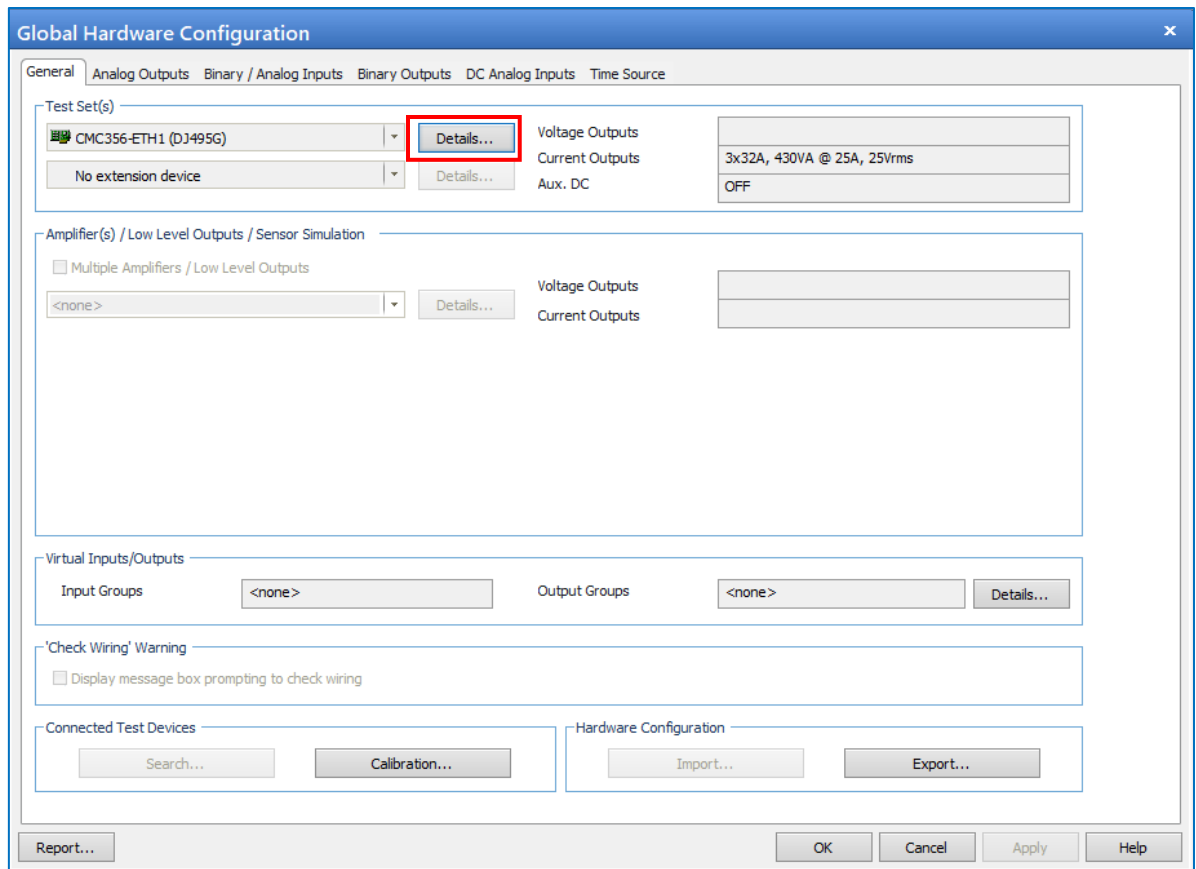 Global Hardware Configuration
x
General Analog Outputs Binary / Analog Inputs Binary Outputs DC Analog Inputs Time Source
Test Set(s)
CMC356-ETH1 (DJ495G) Details... Voltage Outputs
Current Outputs 3x32A, 430VA @ 25A, 25Vrms
No extension device Details... Aux. DC OFF
Amplifier(s) / Low Level Outputs / Sensor Simulation
Multiple Amplifiers / Low Level Outputs
Voltage Outputs
<none> Details... Current Outputs
Virtual Inputs/Outputs
Input Groups <none> Output Groups <none> Details...
'Check Wiring' Warning
Display message box prompting to check wiring
Connected Test Devices Hardware Configuration
Search... Calibration... Import... Export...
Report... OK Cancel Apply Help